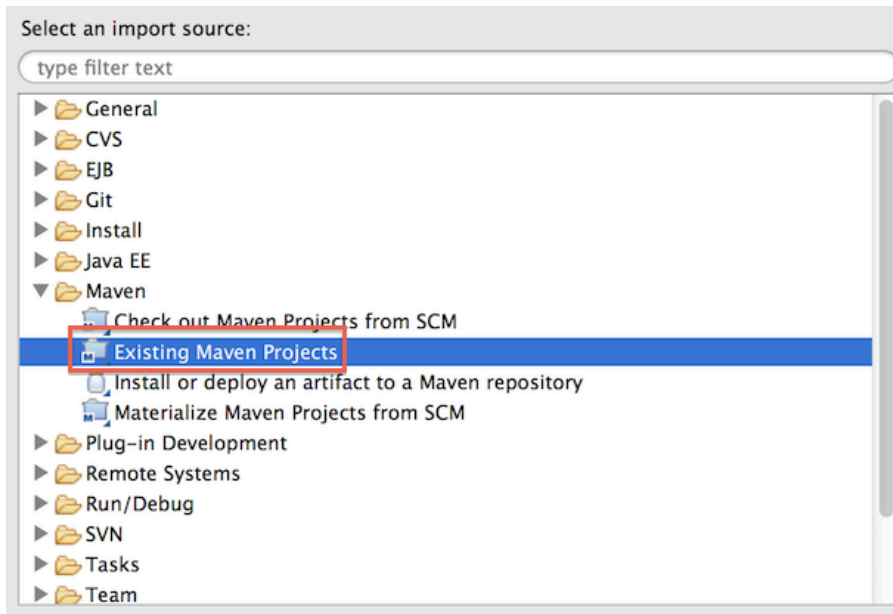 Select an import source:
type filter text
General
CVS
EJB
Git
Install
Java EE
Maven
Check out Maven Projects from SCM
Existing Maven Projects
Install or deploy an artifact to a Maven repository
Materialize Maven Projects from SCM
Plug-in Development
Remote Systems
Run/Debug
SVN
Tasks
Team